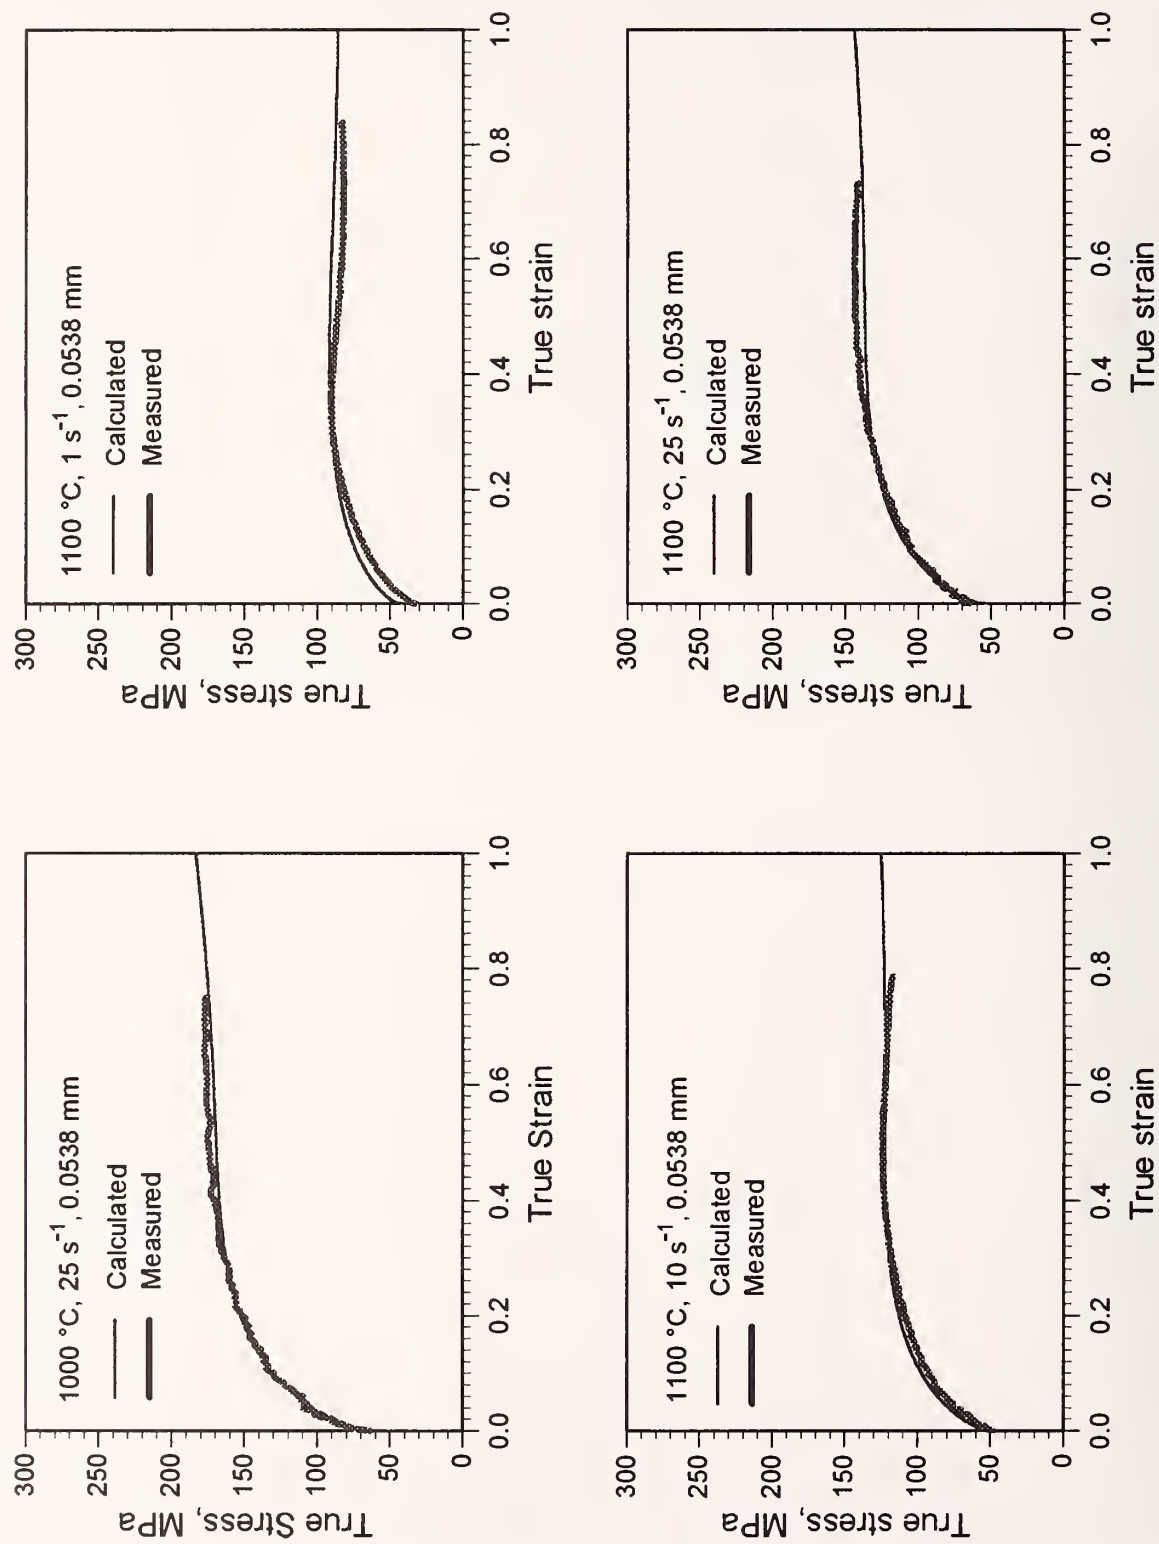 True Stress, MPa
300
250
200
150
100
50
0
1000 °C, 25 s⁻¹, 0.0538 mm
Calculated
Measured
0.0 0.2 0.4 0.6 0.8 1.0
True Strain
True stress, MPa
300
250
200
150
100
50
0
1100 °C, 1 s⁻¹, 0.0538 mm
Calculated
Measured
0.0 0.2 0.4 0.6 0.8 1.0
True strain
True stress, MPa
300
250
200
150
100
50
0
1100 °C, 10 s⁻¹, 0.0538 mm
Calculated
Measured
0.0 0.2 0.4 0.6 0.8 1.0
True strain
True stress, MPa
300
250
200
150
100
50
0
1100 °C, 25 s⁻¹, 0.0538 mm
Calculated
Measured
0.0 0.2 0.4 0.6 0.8 1.0
True strain